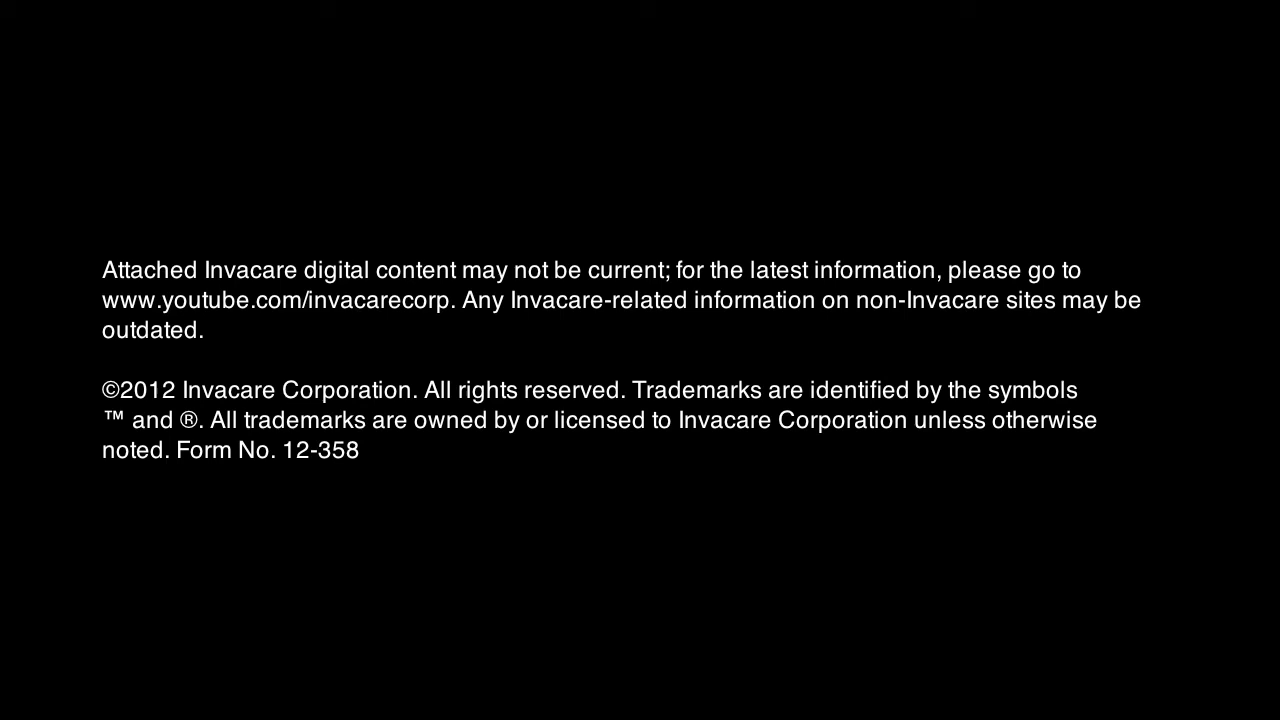 Attached Invacare digital content may not be current; for the latest information, please go to
www.youtube.com/invacarecorp. Any Invacare-related information on non-Invacare sites may be
outdated.
©2012 Invacare Corporation. All rights reserved. Trademarks are identified by the symbols
™ and ®. All trademarks are owned by or licensed to Invacare Corporation unless otherwise
noted. Form No. 12-358